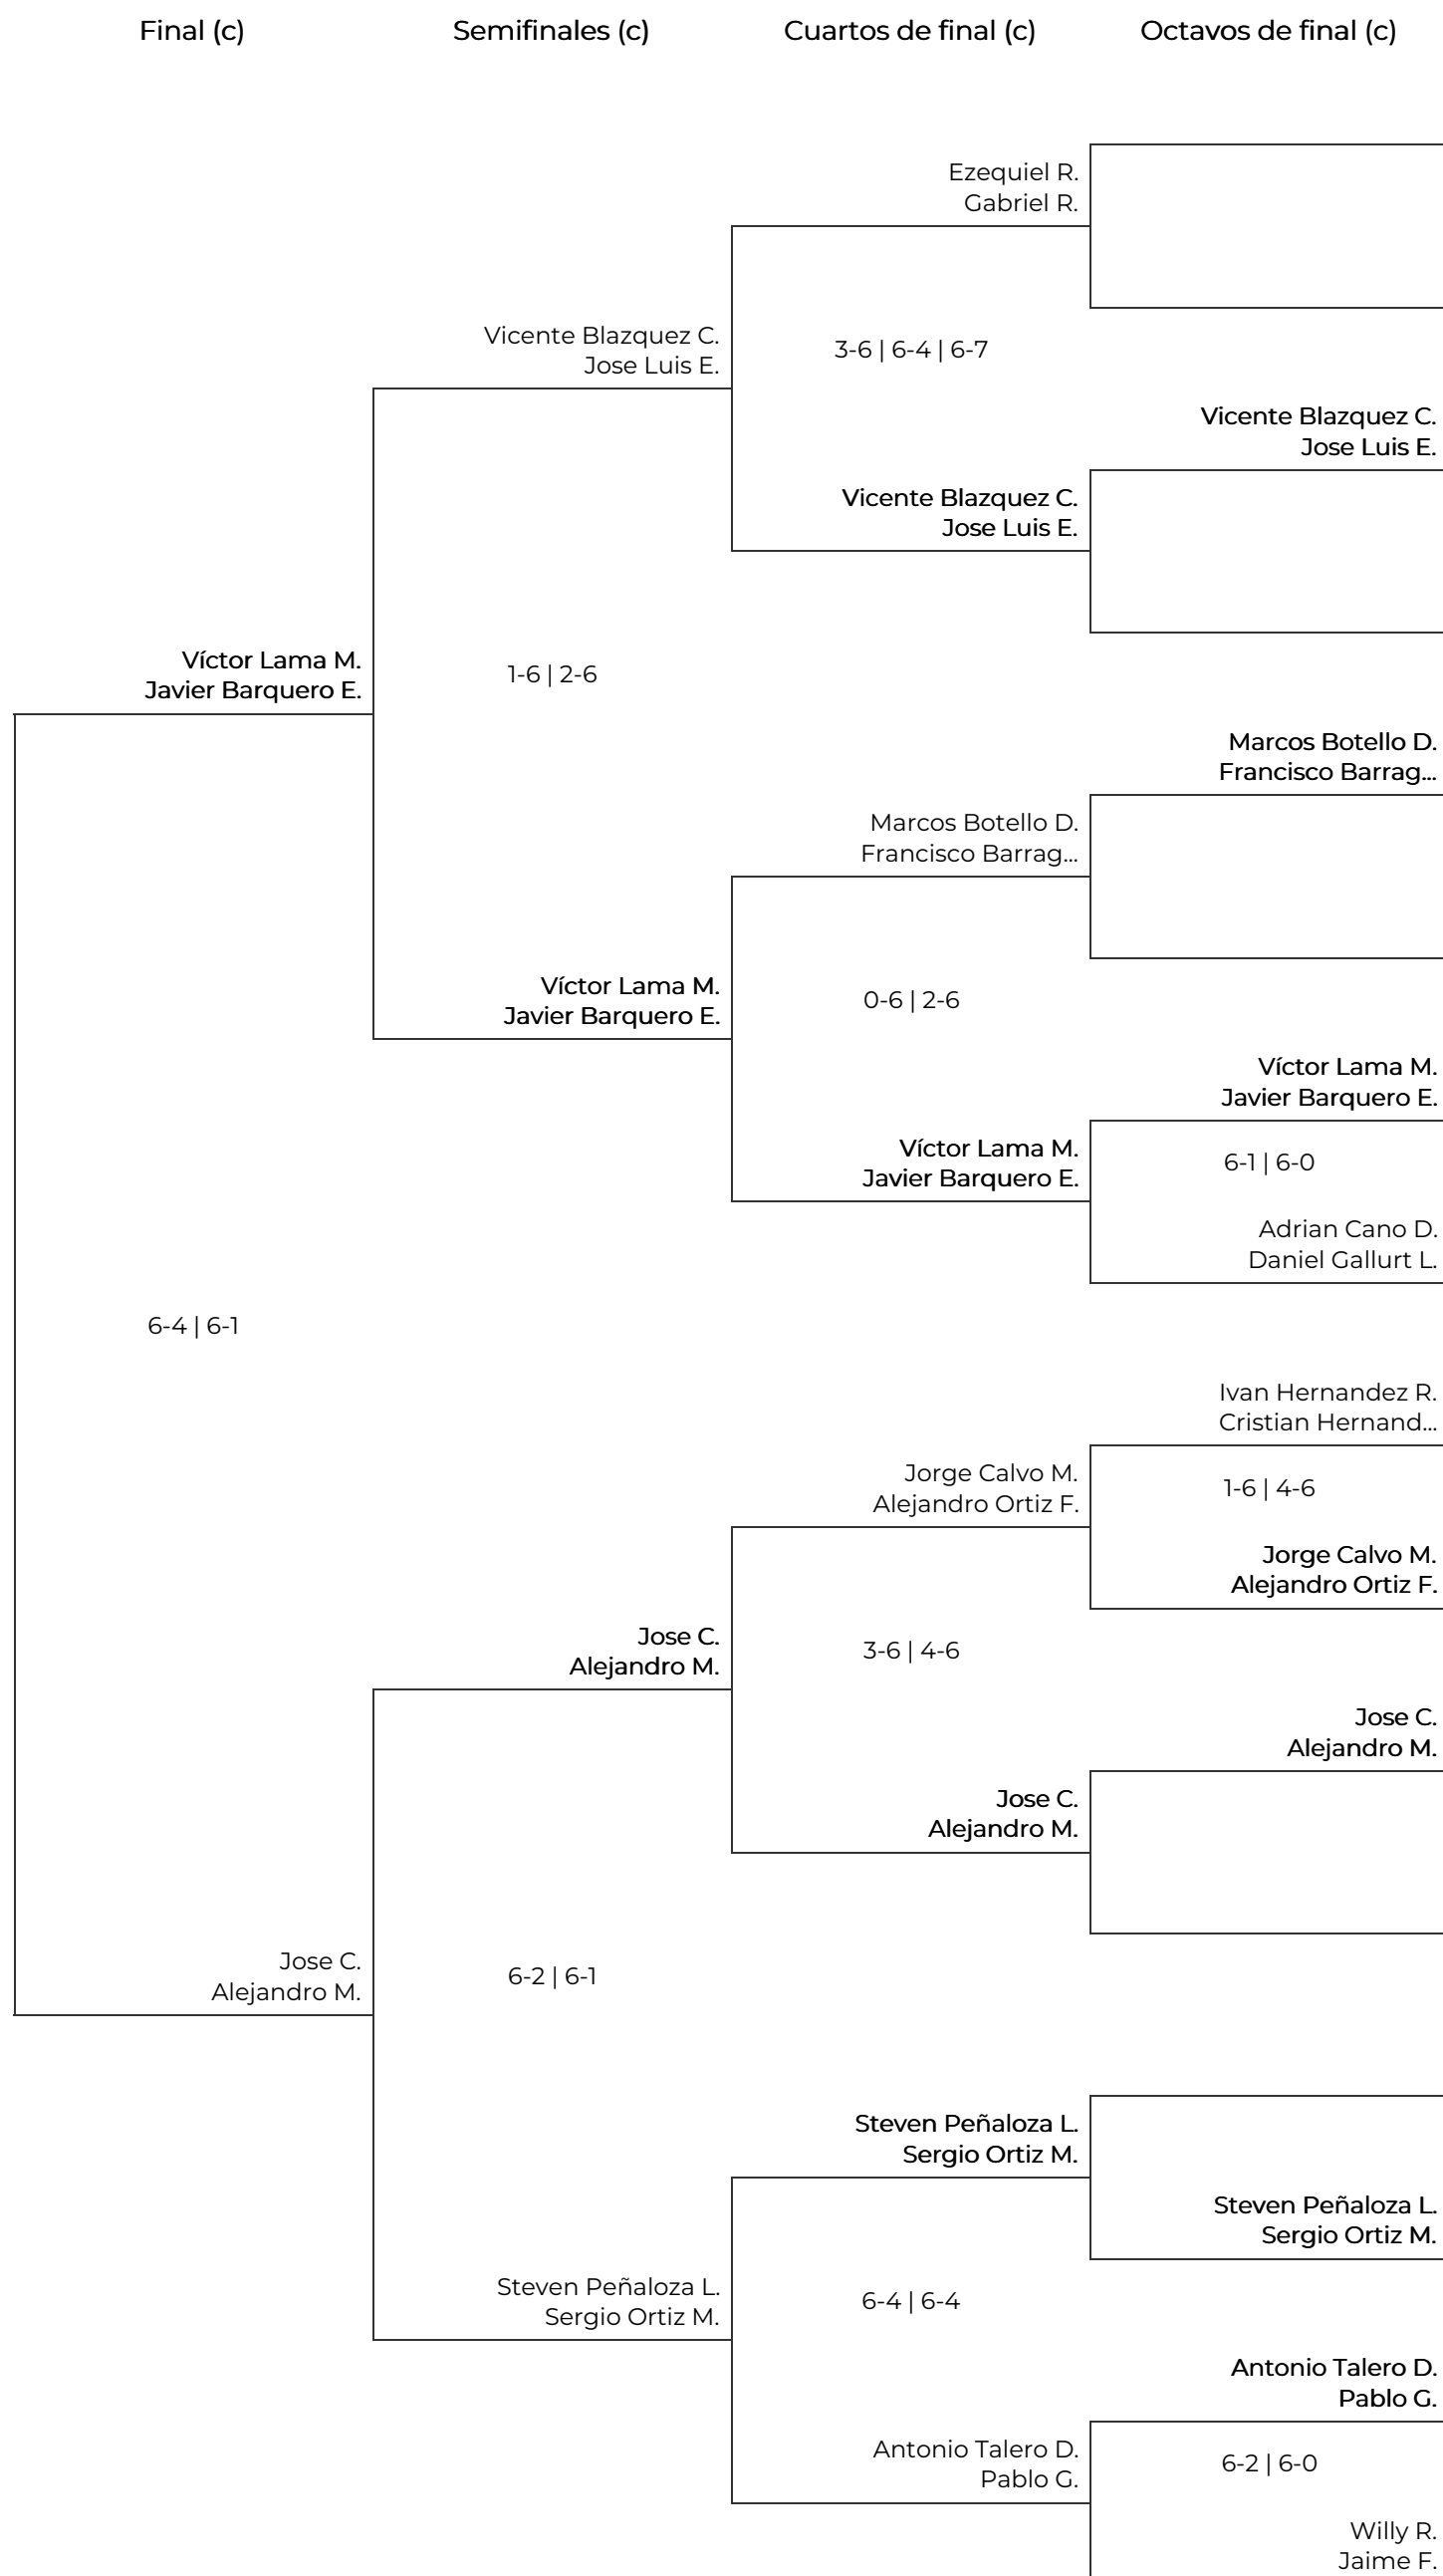 Final (c)
Semifinales (c)
Cuartos de final (c)
Octavos de final (c)
Ezequiel R.
Gabriel R.
Vicente Blazquez C.
Jose Luis E.
3-6 | 6-4 | 6-7
Vicente Blazquez C.
Jose Luis E.
Vicente Blazquez C.
Jose Luis E.
Víctor Lama M.
Javier Barquero E.
1-6 | 2-6
Marcos Botello D.
Francisco Barrag...
Marcos Botello D.
Francisco Barrag...
Víctor Lama M.
Javier Barquero E.
0-6 | 2-6
Víctor Lama M.
Javier Barquero E.
Víctor Lama M.
Javier Barquero E.
6-1 | 6-0
Adrian Cano D.
Daniel Gallurt L.
6-4 | 6-1
Ivan Hernandez R.
Cristian Hernand...
Jorge Calvo M.
Alejandro Ortiz F.
1-6 | 4-6
Jorge Calvo M.
Alejandro Ortiz F.
Jose C.
Alejandro M.
3-6 | 4-6
Jose C.
Alejandro M.
Jose C.
Alejandro M.
Jose C.
Alejandro M.
6-2 | 6-1
Steven Peñaloza L.
Sergio Ortiz M.
Steven Peñaloza L.
Sergio Ortiz M.
Steven Peñaloza L.
Sergio Ortiz M.
6-4 | 6-4
Antonio Talero D.
Pablo G.
Antonio Talero D.
Pablo G.
6-2 | 6-0
Willy R.
Jaime F.